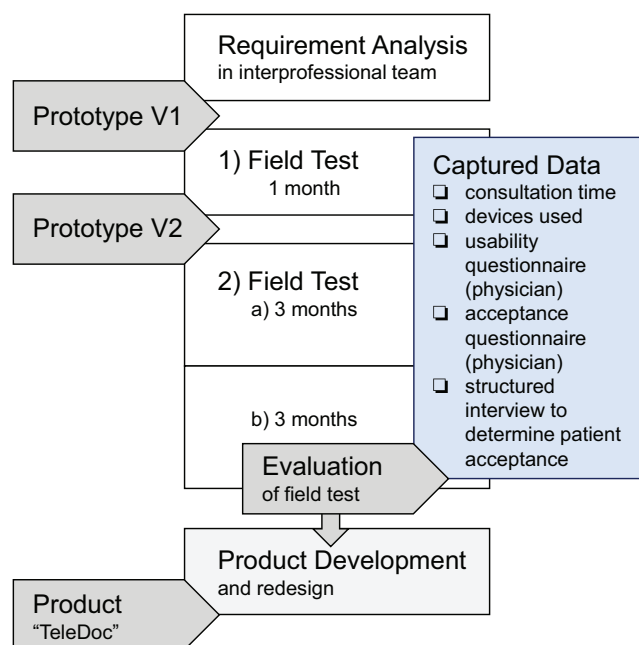 Requirement Analysis
in interprofessional team
Prototype V1
1) Field Test
1 month
Prototype V2
2) Field Test
a) 3 months
b) 3 months
Captured Data
❏ consultation time
❏ devices used
❏ usability
questionnaire
(physician)
❏ acceptance
questionnaire
(physician)
❏ structured
interview to
determine patient
acceptance
Evaluation
of field test
Product Development
and redesign
Product
“TeleDoc”